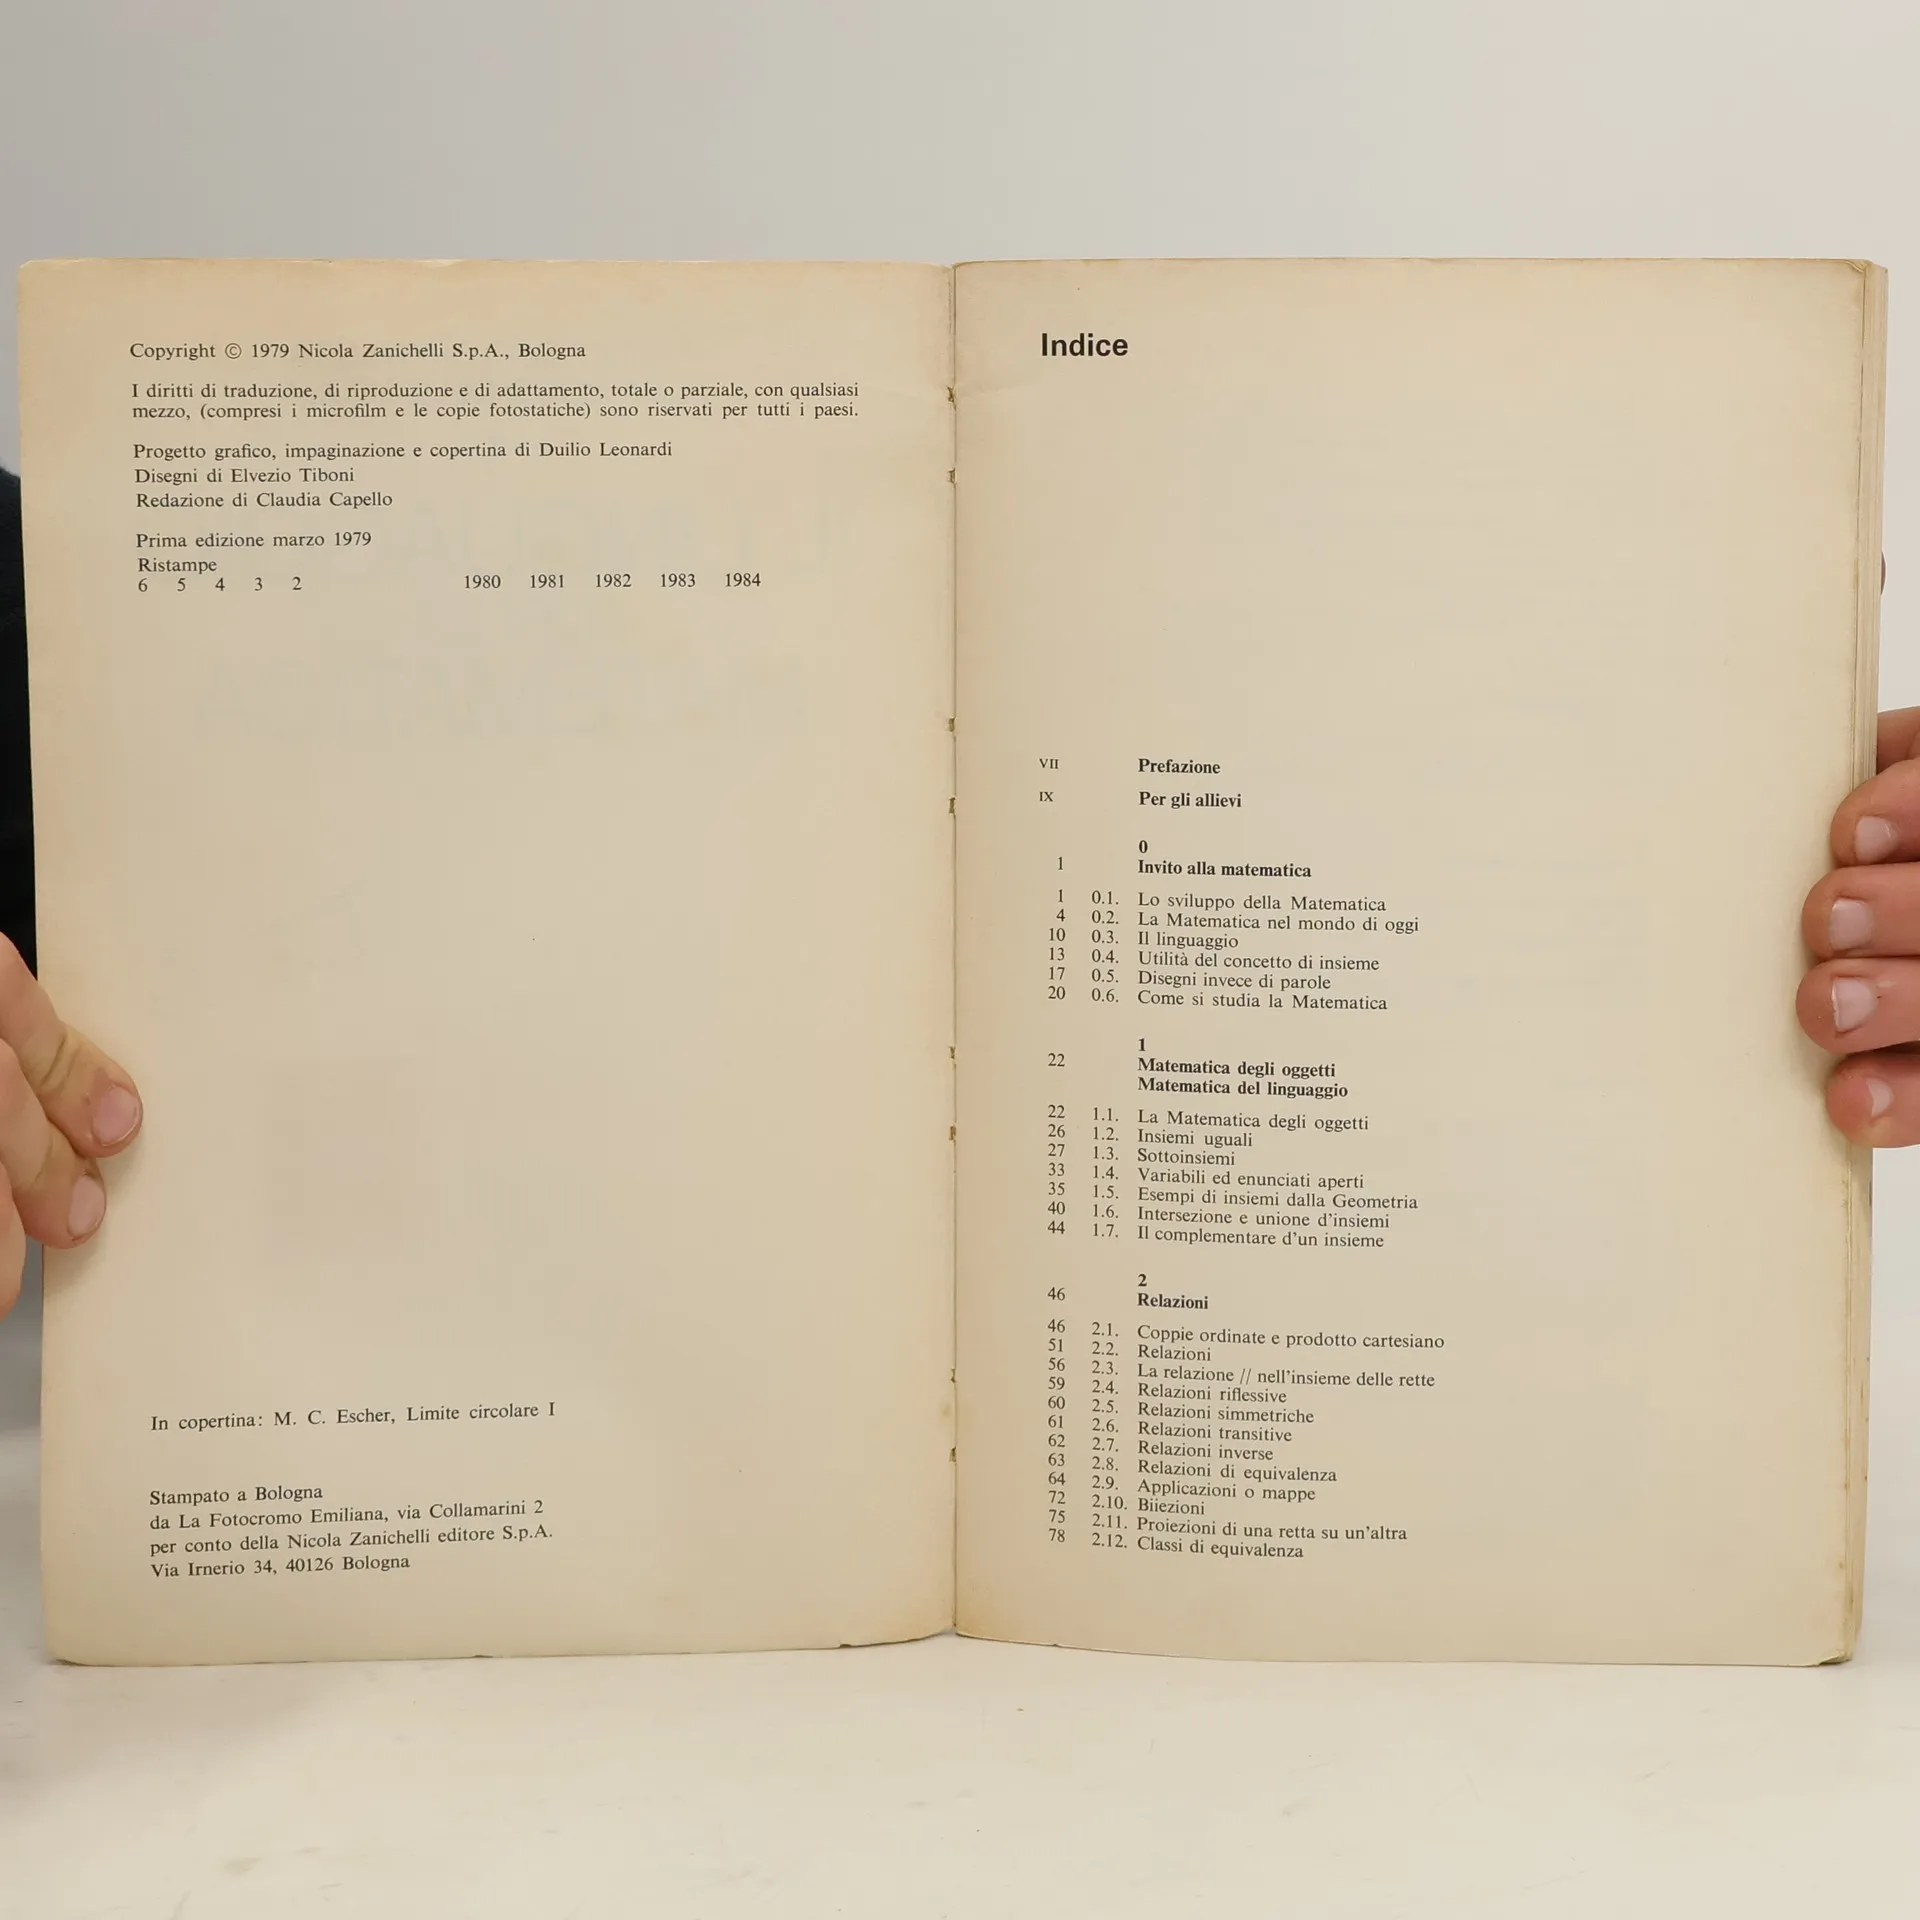 Copyright © 1979 Nicola Zanichelli S.p.A., Bologna
I diritti di traduzione, di riproduzione e di adattamento, totale o parziale, con qualsiasi
mezzo, (compresi i microfilm e le copie fotostatiche) sono riservati per tutti i paesi.
Progetto grafico, impaginazione e copertina di Duilio Leonardi
Disegni di Elvezio Tiboni
Redazione di Claudia Capello
Prima edizione marzo 1979
Ristampe
6 5 4 3 2 1980 1981 1982 1983 1984
In copertina: M. C. Escher, Limite circolare I
Stampato a Bologna
da La Fotocromo Emiliana, via Collamarini 2
per conto della Nicola Zanichelli editore S.p.A.
Via Irnerio 34, 40126 Bologna
Indice
VII Prefazione
IX Per gli allievi
0
1 Invito alla matematica
1 0.1. Lo sviluppo della Matematica
4 0.2. La Matematica nel mondo di oggi
10 0.3. Il linguaggio
13 0.4. Utilità del concetto di insieme
17 0.5. Disegni invece di parole
20 0.6. Come si studia la Matematica
1
22 Matematica degli oggetti
Matematica del linguaggio
22 1.1. La Matematica degli oggetti
26 1.2. Insiemi uguali
27 1.3. Sottoinsiemi
33 1.4. Variabili ed enunciati aperti
35 1.5. Esempi di insiemi dalla Geometria
40 1.6. Intersezione e unione d'insiemi
44 1.7. Il complementare d'un insieme
2
46 Relazioni
46 2.1. Coppie ordinate e prodotto cartesiano
51 2.2. Relazioni
56 2.3. La relazione // nell'insieme delle rette
59 2.4. Relazioni riflessive
60 2.5. Relazioni simmetriche
61 2.6. Relazioni transitive
62 2.7. Relazioni inverse
63 2.8. Relazioni di equivalenza
64 2.9. Applicazioni o mappe
72 2.10. Biiezioni
75 2.11. Proiezioni di una retta su un'altra
78 2.12. Classi di equivalenza